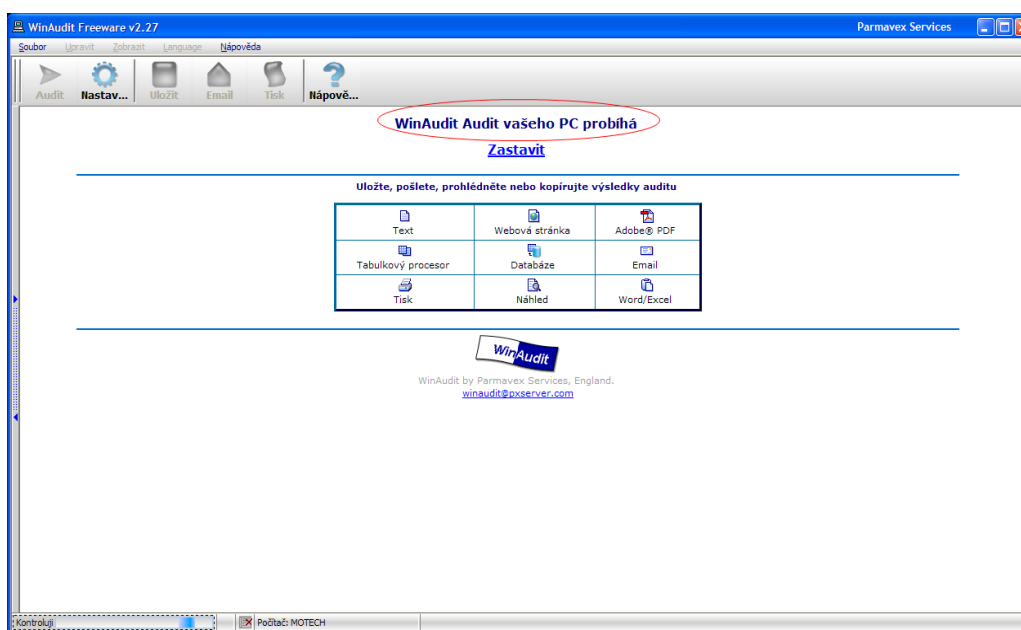 WinAudit Freeware v2.27 Parmavex Services
Soubor Upravit Zobrazit Language Nápověda
Audit Nastav... Uložit Email Tisk Nápově...
WinAudit Audit vašeho PC probíhá
Zastavit
Uložte, pošlete, prohlédněte nebo kopírujte výsledky auditu
Text Webová stránka Adobe® PDF
Tabulkový procesor Databáze Email
Tisk Náhled Word/Excel
WinAudit
WinAudit by Parmavex Services, England.
winaudit@pxserver.com
Kontroluji Počítač: MOTECH